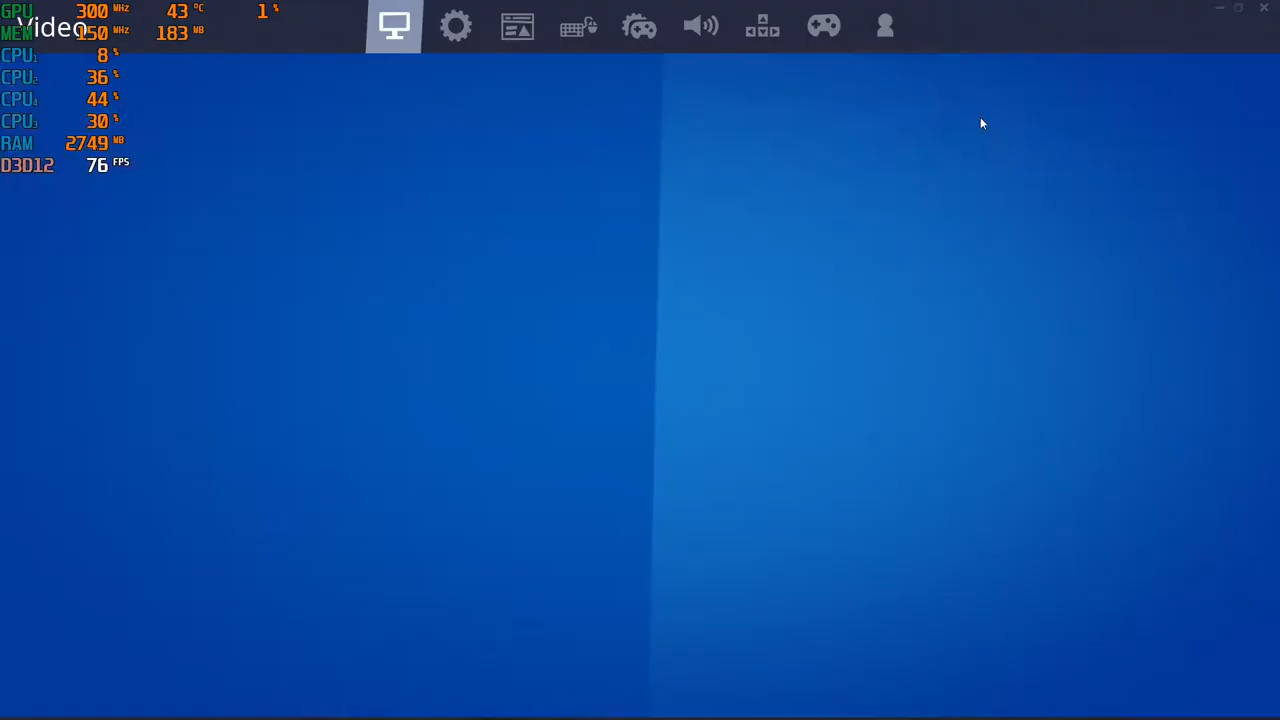 GPU 300 MHz 43 °C 1 %
Video
MEM 150 MHz 183 MB
CPU1 8 %
CPU2 36 %
CPU4 44 %
CPU3 30 %
RAM 2749 MB
D3D12 76 FPS